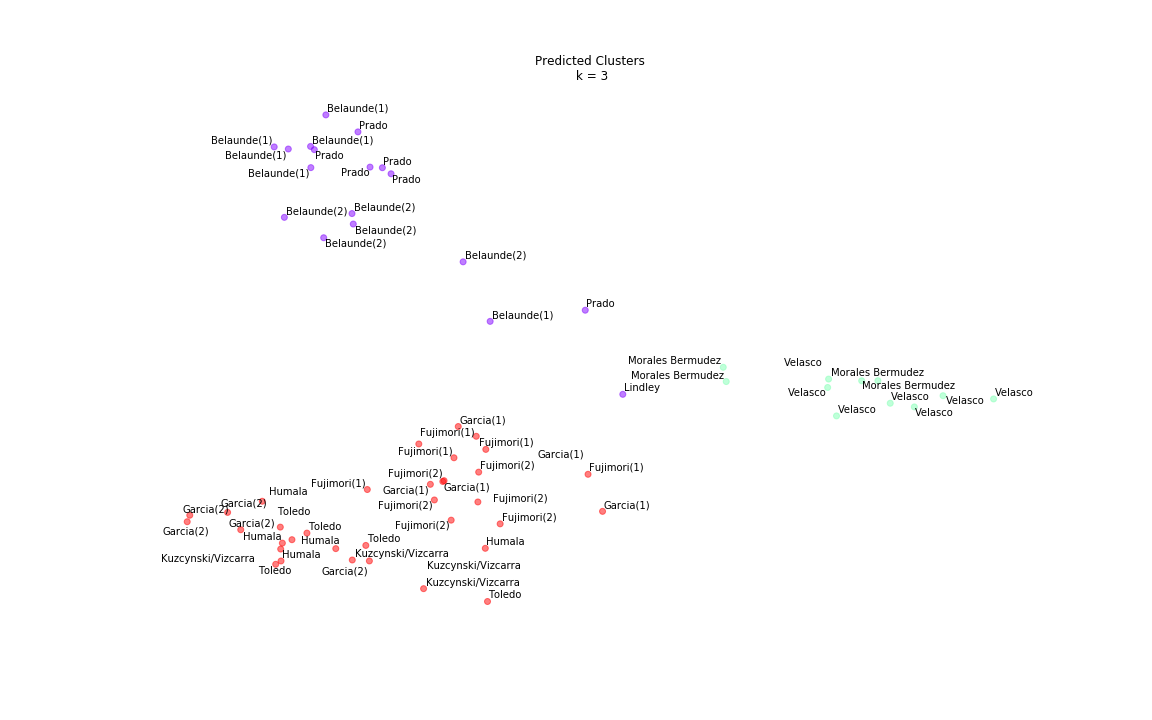 Predicted Clusters
k = 3
Belaunde(1)
Prado
Belaunde(1)
Belaunde(1)
Belaunde(1)
Prado
Prado
Belaunde(1)
Prado
Prado
Belaunde(2)
Belaunde(2)
Belaunde(2)
Belaunde(2)
Belaunde(2)
Prado
Belaunde(1)
Morales Bermudez
Velasco
Morales Bermudez
Morales Bermudez
Lindley
Morales Bermudez
Velasco
Velasco
Velasco
Velasco
Velasco
Velasco
Garcia(1)
Fujimori(1)
Fujimori(1)
Fujimori(1)
Garcia(1)
Fujimori(2)
Fujimori(1)
Fujimori(2)
Fujimori(1)
Garcia(1)
Garcia(1)
Humala
Fujimori(2)
Garcia(2)
Garcia(2)
Fujimori(2)
Garcia(1)
Toledo
Fujimori(2)
Garcia(2)
Toledo
Fujimori(2)
Garcia(2)
Humala
Humala
Toledo
Humala
Kuzcynski/Vizcarra
Humala
Kuzcynski/Vizcarra
Toledo
Garcia(2)
Kuzcynski/Vizcarra
Kuzcynski/Vizcarra
Toledo